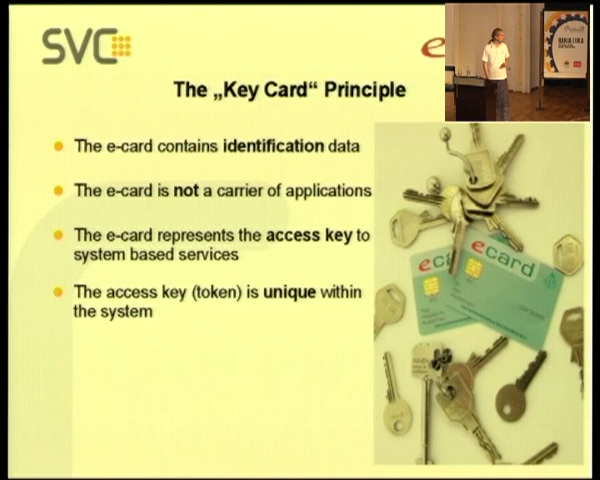 SVC
e
The „Key Card“ Principle
The e-card contains identification data
The e-card is not a carrier of applications
The e-card represents the access key to
system based services
The access key (token) is unique within
the system
ecard